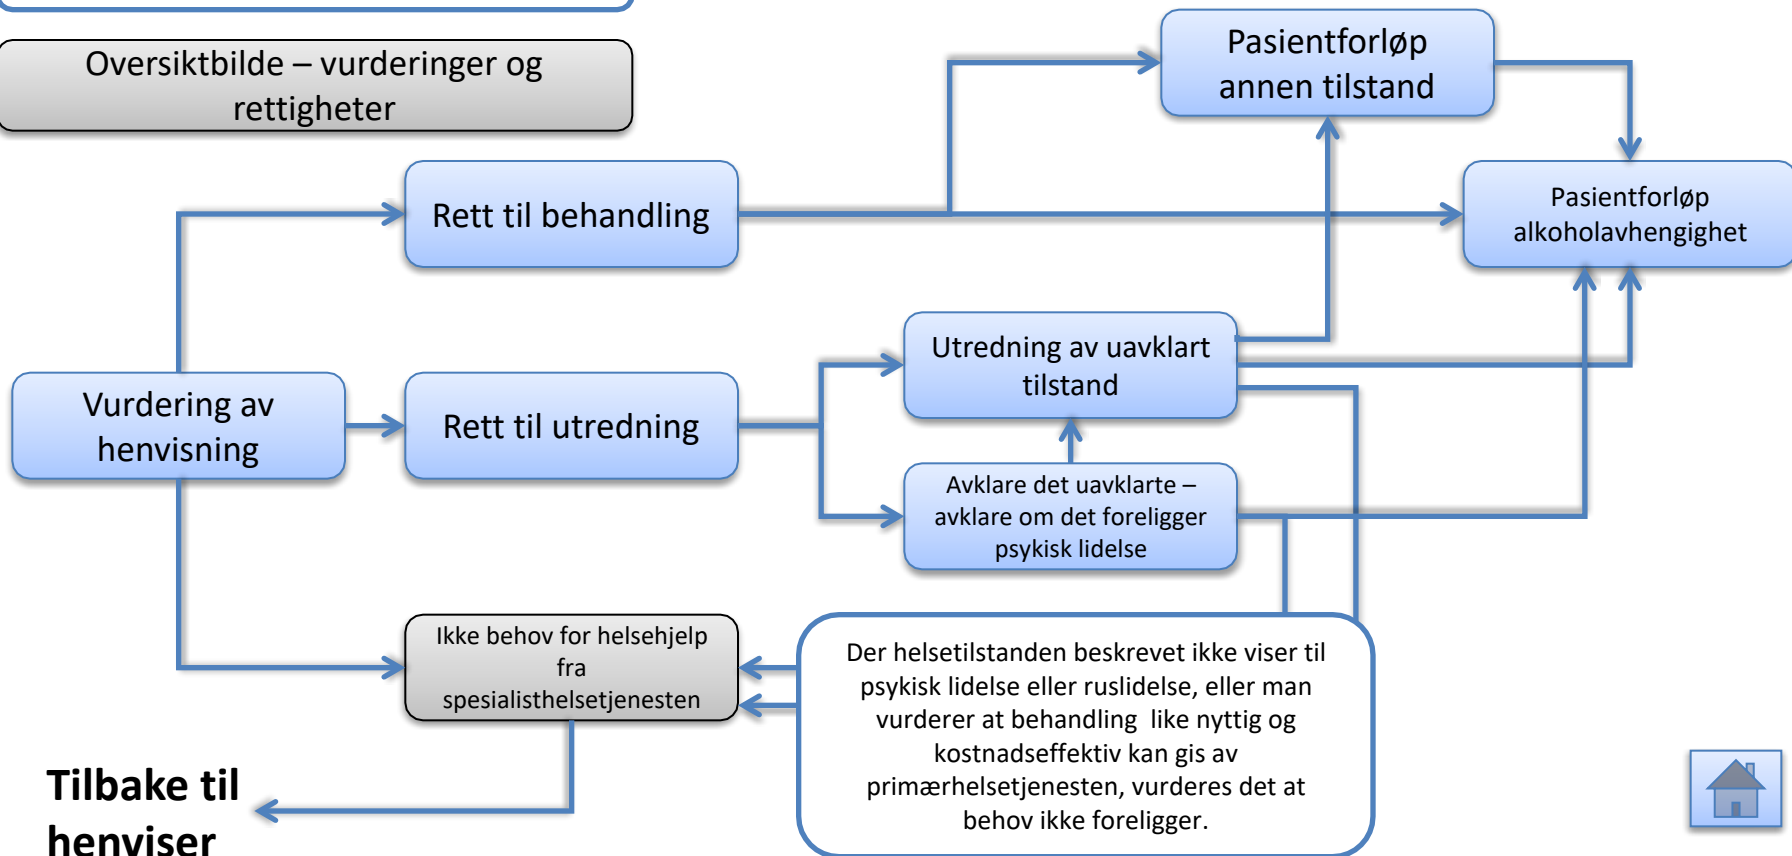 Oversiktbilde – vurderinger og
rettigheter
Pasientforløp
annen tilstand
Rett til behandling
Pasientforløp
alkoholavhengighet
Utredning av uavklart
tilstand
Vurdering av
henvisning
Rett til utredning
Avklare det uavklarte –
avklare om det foreligger
psykisk lidelse
Ikke behov for helsehjelp
fra
spesialisthelsetjenesten
Der helsetilstanden beskrevet ikke viser til
psykisk lidelse eller ruslidelse, eller man
vurderer at behandling  like nyttig og
kostnadseffektiv kan gis av
primærhelsetjenesten, vurderes det at
behov ikke foreligger.
Tilbake til
henviser